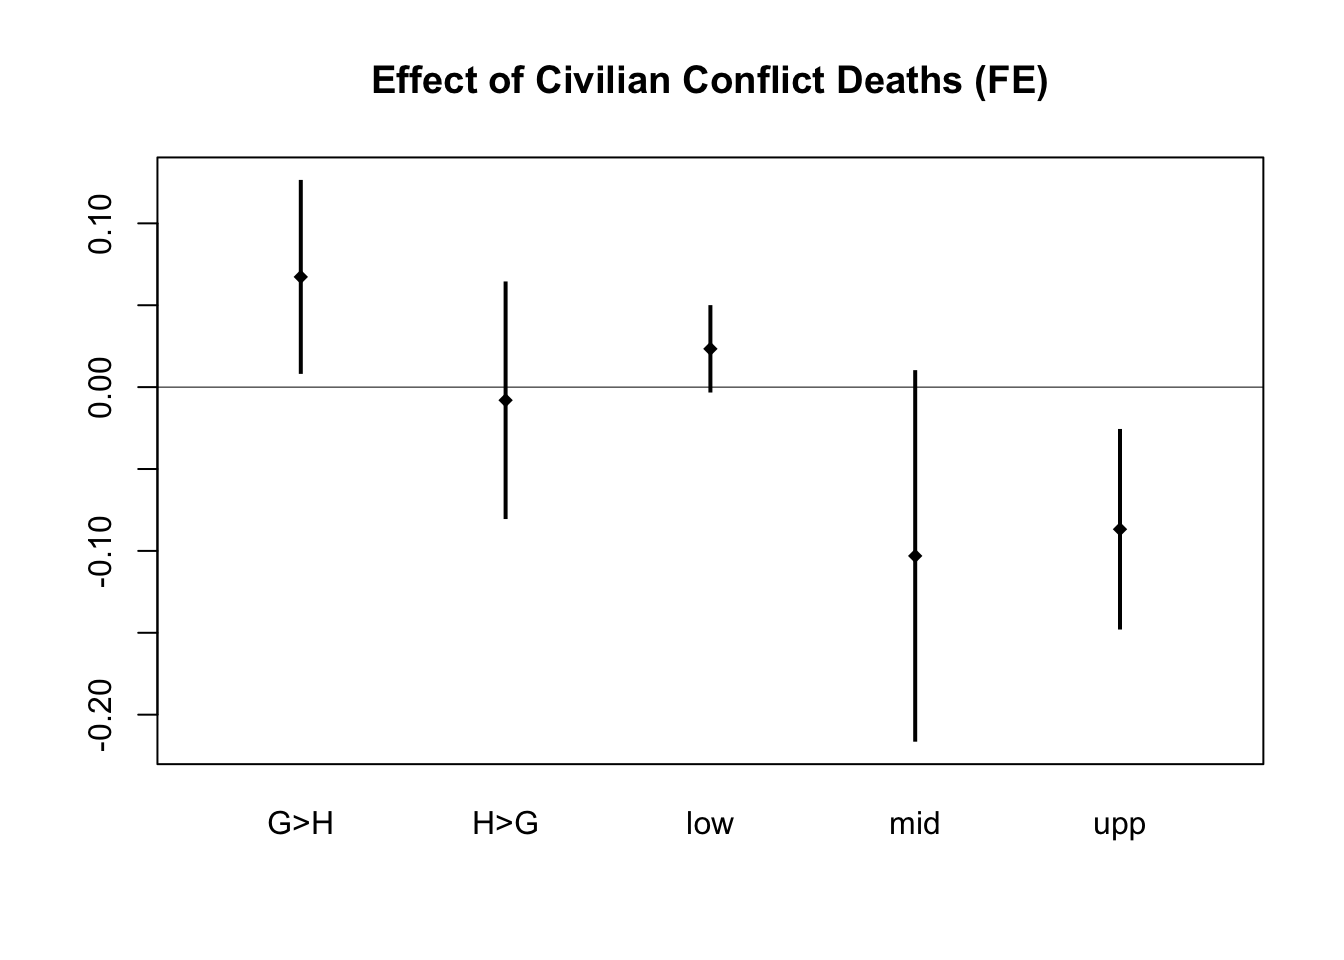 Effect of Civilian Conflict Deaths (FE)
0.10
0.00
-0.10
-0.20
G>H H>G low mid upp